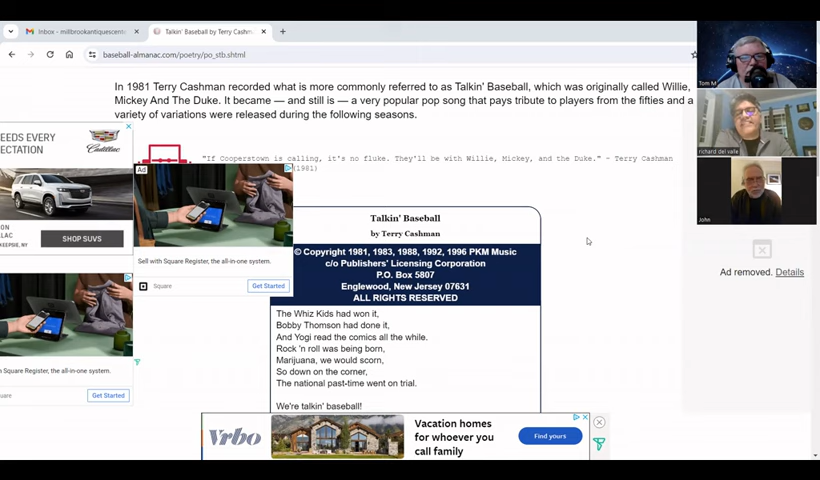 Inbox - millbrookantiquescente
Talkin' Baseball by Terry Cashman
baseball-almanac.com/poetry/po_stb.shtml
In 1981 Terry Cashman recorded what is more commonly referred to as Talkin' Baseball, which was originally called Willie,
Mickey And The Duke. It became — and still is — a very popular pop song that pays tribute to players from the fifties and a
variety of variations were released during the following seasons.
"If Cooperstown is calling, it's no fluke. They'll be with Willie, Mickey, and the Duke." - Terry Cashman
(1981)
EEDS EVERY
ECTATION
Cadillac
ON
LAC
KEEPSIE, NY
SHOP SUVS
Ad
Sell with Square Register, the all-in-one system.
Square
Get Started
h Square Register, the all-in-one system.
uare
Get Started
Talkin' Baseball
by Terry Cashman
© Copyright 1981, 1983, 1988, 1992, 1996 PKM Music
c/o Publishers' Licensing Corporation
P.O. Box 5807
Englewood, New Jersey 07631
ALL RIGHTS RESERVED
The Whiz Kids had won it,
Bobby Thomson had done it,
And Yogi read the comics all the while.
Rock 'n roll was being born,
Marijuana, we would scorn,
So down on the corner,
The national past-time went on trial.
We're talkin' baseball!
Vrbo
Vacation homes
for whoever you
call family
Find yours
Tom M
richard del valle
John
Ad removed. Details